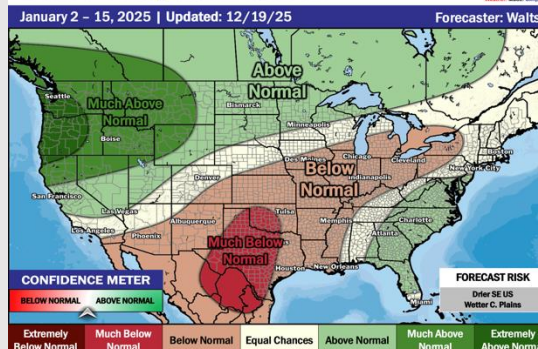 January 2 – 15, 2025 | Updated: 12/19/25
Forecaster: Walts
Seattle
Much Above
Normal
Boise
Above
Normal
Bismarck
Minneapolis
Boston
New York City
Des Moines
Chicago
Cleveland
Indianapolis
Below
Normal
Denver
San Francisco
Las Vegas
Los Angeles
Phoenix
Albuquerque
Tulsa
Memphis
Charlotte
Atlanta
Much Below
Normal
Houston
New Orleans
Miami
CONFIDENCE METER
BELOW NORMAL
ABOVE NORMAL
FORECAST RISK
Drier SE US
Wetter C. Plains
Extremely
Below Normal
Much Below
Normal
Below Normal
Equal Chances
Above Normal
Much Above
Normal
Extremely
Above Normal